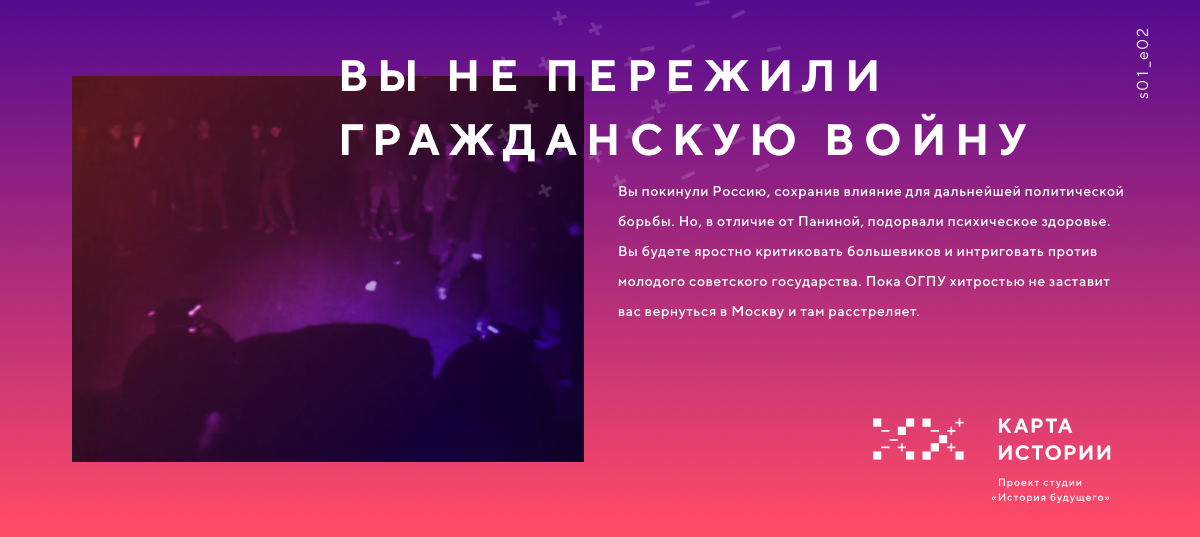 ВЫ НЕ ПЕРЕЖИЛИ
ГРАЖДАНСКУЮ ВОЙНУ
s01_e02
Вы покинули Россию, сохранив влияние для дальнейшей политической
борьбы. Но, в отличие от Паниной, подорвали психическое здоровье.
Вы будете яростно критиковать большевиков и интриговать против
молодого советского государства. Пока ОГПУ хитростью не заставит
вас вернуться в Москву и там расстреляет.
КАРТА
ИСТОРИИ
Проект студии
«История будущего»